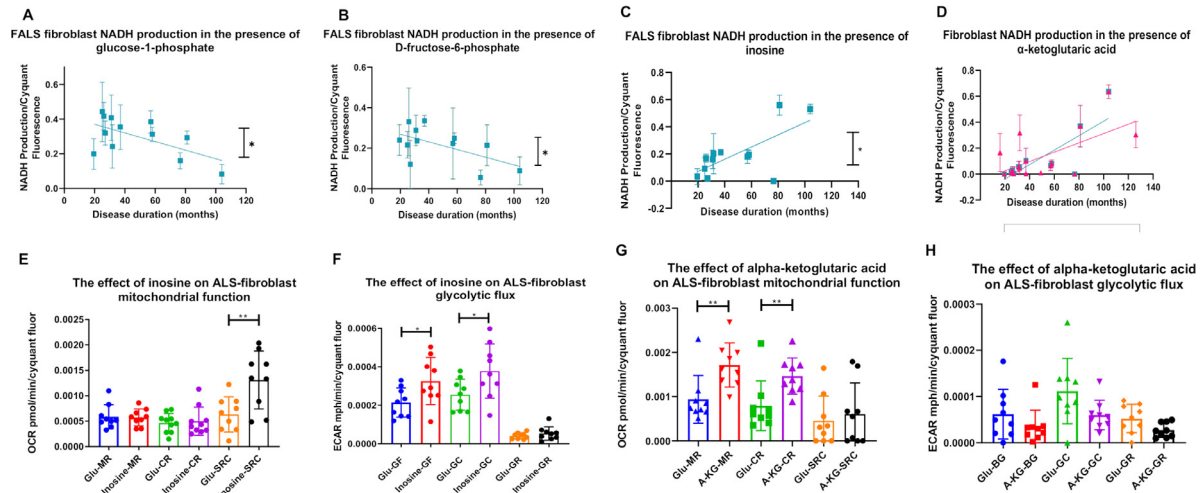 A
FALS fibroblast NADH production in the presence of
glucose-1-phosphate
NADH Production/Cyquant
Fluorescence
0.6
0.4
0.2
0.0
0 20 40 60 80 100 120
Disease duration (months)
*
B
FALS fibroblast NADH production in the presence of
D-fructose-6-phosphate
NADH Production/Cyquant
Fluorescence
0.6
0.4
0.2
0.0
0 20 40 60 80 100 120
Disease duration (months)
*
C
FALS fibroblast NADH production in the presence of
inosine
NADH Production/Cyquant
Fluorescence
0.8
0.6
0.4
0.2
0.0
-0.2
20 40 60 80 100 120 140
Disease duration (months)
*
D
Fibroblast NADH production in the presence of
α-ketoglutaric acid
NADH Production/Cyquant
Fluorescence
0.8
0.6
0.4
0.2
0.0
-0.2
20 40 60 80 100 120 140
Disease duration (months)
E
The effect of inosine on ALS-fibroblast
mitochondrial function
OCR pmol/min/cyquant fluor
0.0025
0.0020
0.0015
0.0010
0.0005
0.0000
**
Glu-MR
Inosine-MR
Glu-CR
Inosine-CR
Glu-SRC
Inosine-SRC
F
The effect of inosine on ALS-fibroblast
glycolytic flux
ECAR mph/min/cyquant fluor
0.0006
0.0004
0.0002
0.0000
*
*
Glu-GF
Inosine-GF
Glu-GC
Inosine-GC
Glu-GR
Inosine-GR
G
The effect of alpha-ketoglutaric acid
on ALS-fibroblast mitochondrial function
OCR pmol/min/cyquant fluor
0.003
0.002
0.001
0.000
**
**
Glu-MR
A-KG-MR
Glu-CR
A-KG-CR
Glu-SRC
A-KG-SRC
H
The effect of alpha-ketoglutaric acid
on ALS-fibroblast glycolytic flux
ECAR mph/min/cyquant fluor
0.0003
0.0002
0.0001
0.0000
Glu-BG
A-KG-BG
Glu-GC
A-KG-GC
Glu-GR
A-KG-GR